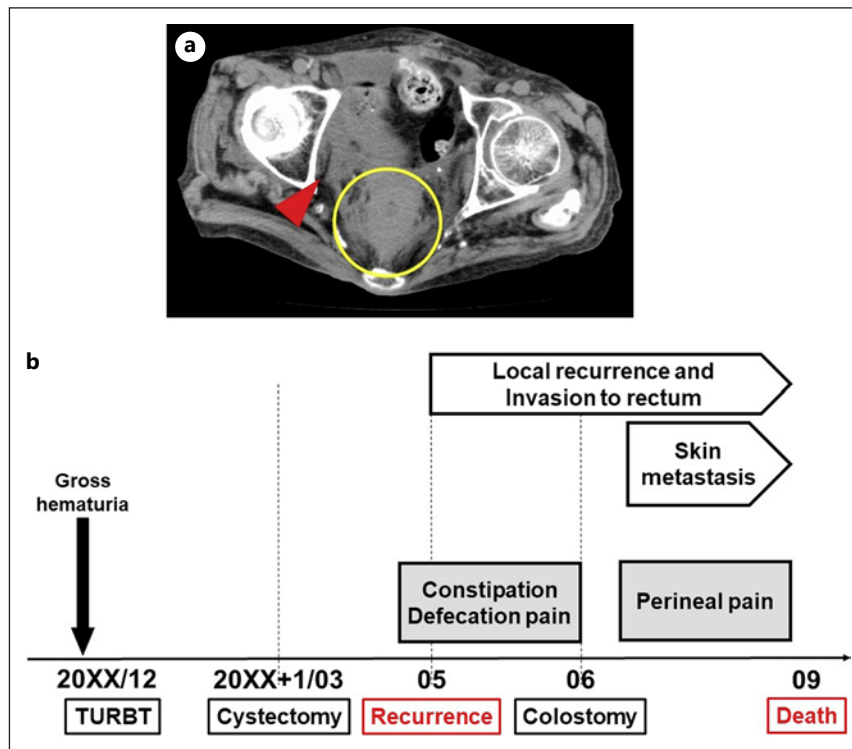 a
b
Local recurrence and
Invasion to rectum
Skin
metastasis
Gross
hematuria
Constipation
Defecation pain
Perineal pain
20XX/12
20XX+1/03
05
06
09
TURBT
Cystectomy
Recurrence
Colostomy
Death